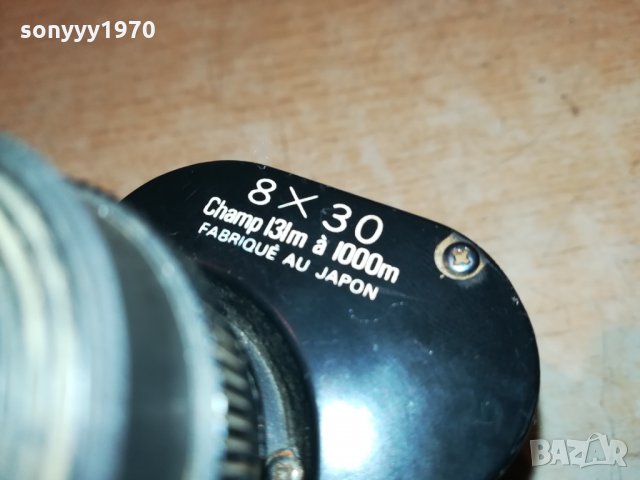 sonyyy1970
8 X 30
Champ 131m à 1000m
FABRIQUÉ AU JAPON
BAZAR